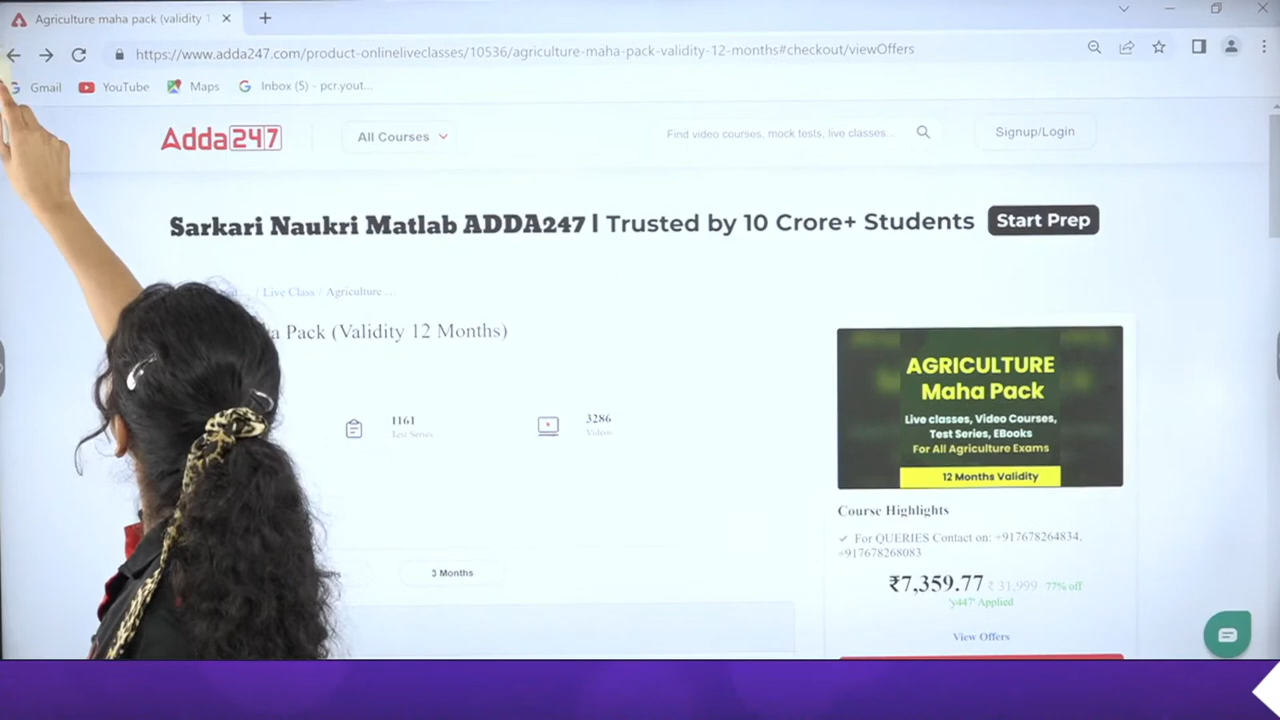 Agriculture maha pack (validity 1
https://www.adda247.com/product-onlineliveclasses/10536/agriculture-maha-pack-validity-12-months#checkout/viewOffers
Gmail YouTube Maps Inbox (5) - pcr.yout...
Adda247 All Courses Find video courses, mock tests, live classes... Signup/Login
Sarkari Naukri Matlab ADDA247 | Trusted by 10 Crore+ Students Start Prep
/ Live Class / Agriculture ...
Pack (Validity 12 Months)
1161
Test Series
3286
Videos
3 Months
AGRICULTURE
Maha Pack
Live classes, Video Courses,
Test Series, EBooks
For All Agriculture Exams
12 Months Validity
Course Highlights
For QUERIES Contact on: +917678264834,
+917678268083
₹7,359.77 ₹ 31,999 77% off
'y447' Applied
View Offers